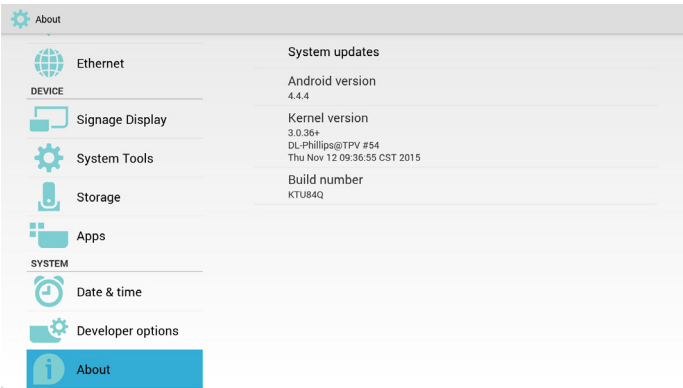 About
Ethernet
DEVICE
Signage Display
System Tools
Storage
Apps
SYSTEM
Date & time
Developer options
About
System updates
Android version
4.4.4
Kernel version
3.0.36+
DL-Phillips@TPV #54
Thu Nov 12 09:36:55 CST 2015
Build number
KTU84Q